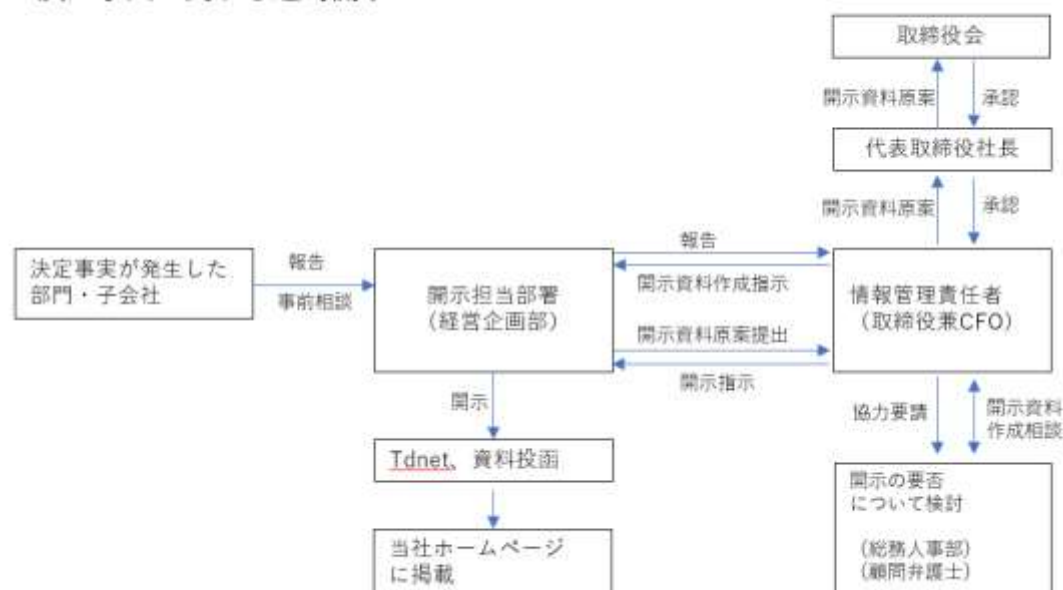 取締役会
開示資料原案
承認
代表取締役社長
開示資料原案
承認
決定事実が発生した
部門・子会社
報告
事前相談
開示担当部署
（経営企画部）
報告
開示資料作成指示
開示資料原案提出
開示指示
情報管理責任者
（取締役兼CFO）
開示
協力要請
開示資料
作成相談
Tdnet、資料投函
当社ホームページ
に掲載
開示の要否
について検討
（総務人事部）
（顧問弁護士）